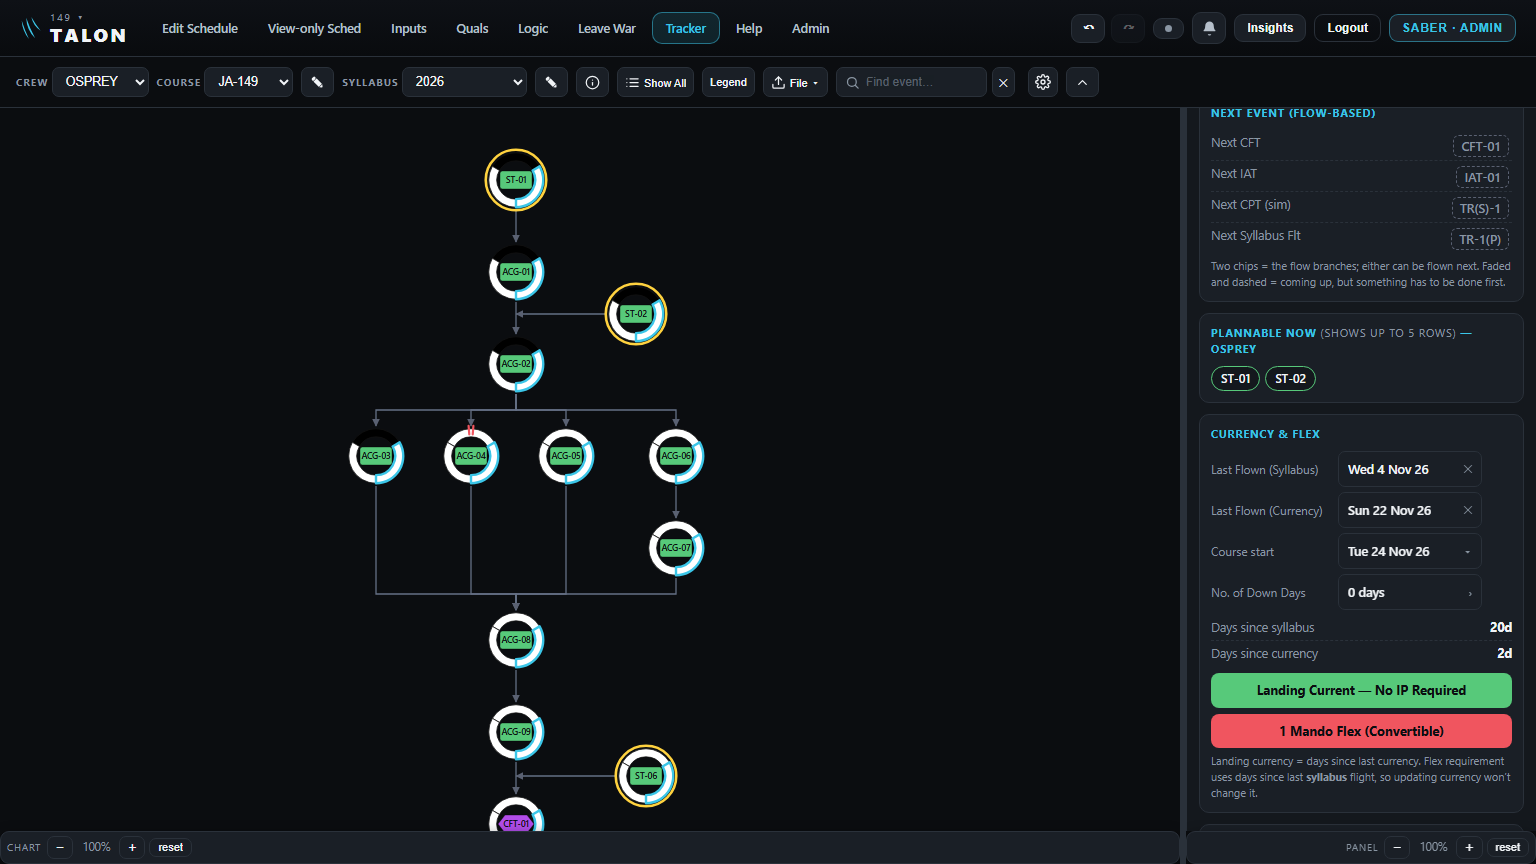 149 ▾
TALON
Edit Schedule
View-only Sched
Inputs
Quals
Logic
Leave War
Tracker
Help
Admin
Insights
Logout
SABER · ADMIN
CREW
OSPREY
COURSE
JA-149
SYLLABUS
2026
Show All
Legend
File
Find event...
ST-01
ACG-01
ST-02
ACG-02
ACG-03
ACG-04
ACG-05
ACG-06
ACG-07
ACG-08
ACG-09
ST-06
CFT-01
NEXT EVENT (FLOW-BASED)
Next CFT
CFT-01
Next IAT
IAT-01
Next CPT (sim)
TR(S)-1
Next Syllabus Flt
TR-1(P)
Two chips = the flow branches; either can be flown next. Faded
and dashed = coming up, but something has to be done first.
PLANNABLE NOW (SHOWS UP TO 5 ROWS) —
OSPREY
ST-01
ST-02
CURRENCY & FLEX
Last Flown (Syllabus)
Wed 4 Nov 26
Last Flown (Currency)
Sun 22 Nov 26
Course start
Tue 24 Nov 26
No. of Down Days
0 days
Days since syllabus
20d
Days since currency
2d
Landing Current — No IP Required
1 Mando Flex (Convertible)
Landing currency = days since last currency. Flex requirement
uses days since last syllabus flight, so updating currency won't
change it.
CHART
−
100%
+
reset
PANEL
−
100%
+
reset